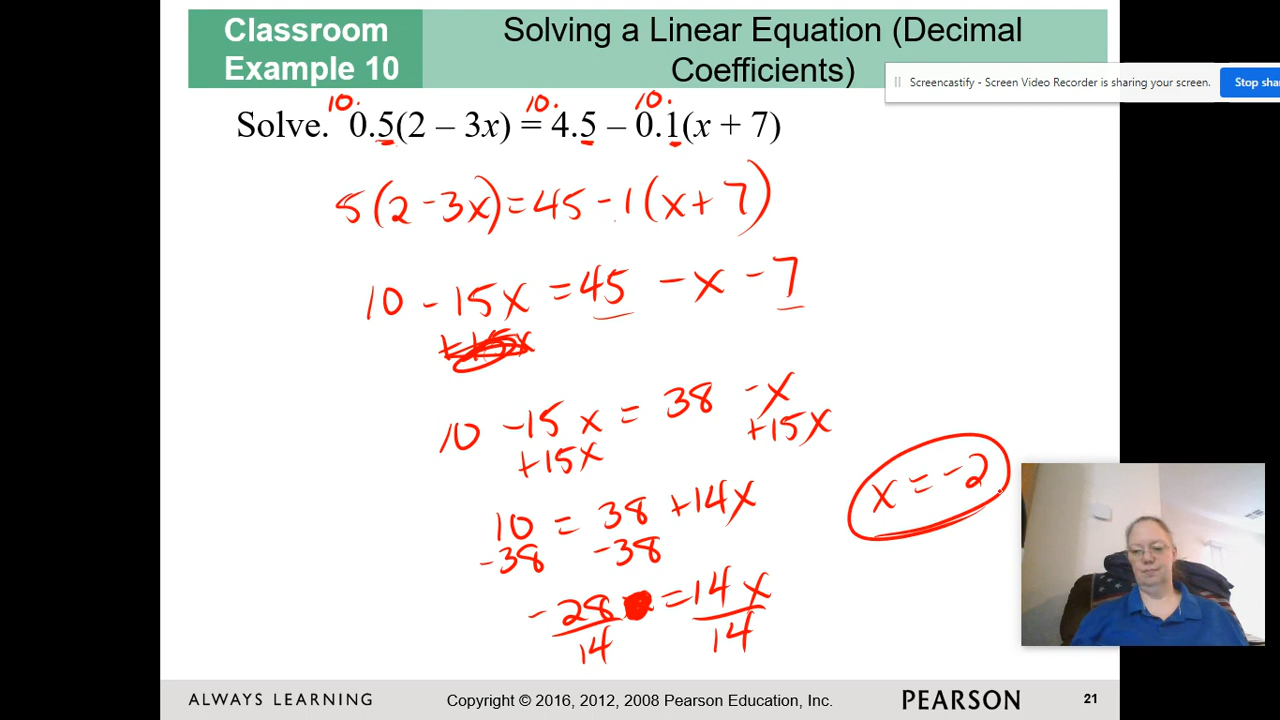 Classroom Example 10
Solving a Linear Equation (Decimal Coefficients)
Screencastify - Screen Video Recorder is sharing your screen.
Stop sha
10. 10. 10.
Solve. 0.5(2 – 3x) = 4.5 – 0.1(x + 7)
5(2 -3x) = 45 -1(x+7)
10 - 15x = 45 - x - 7
+15x
10 -15x = 38 -x
+15x +15x
10 = 38 +14x
-38 -38
-28 = 14x
14 14
x = -2
ALWAYS LEARNING
Copyright © 2016, 2012, 2008 Pearson Education, Inc.
PEARSON
21